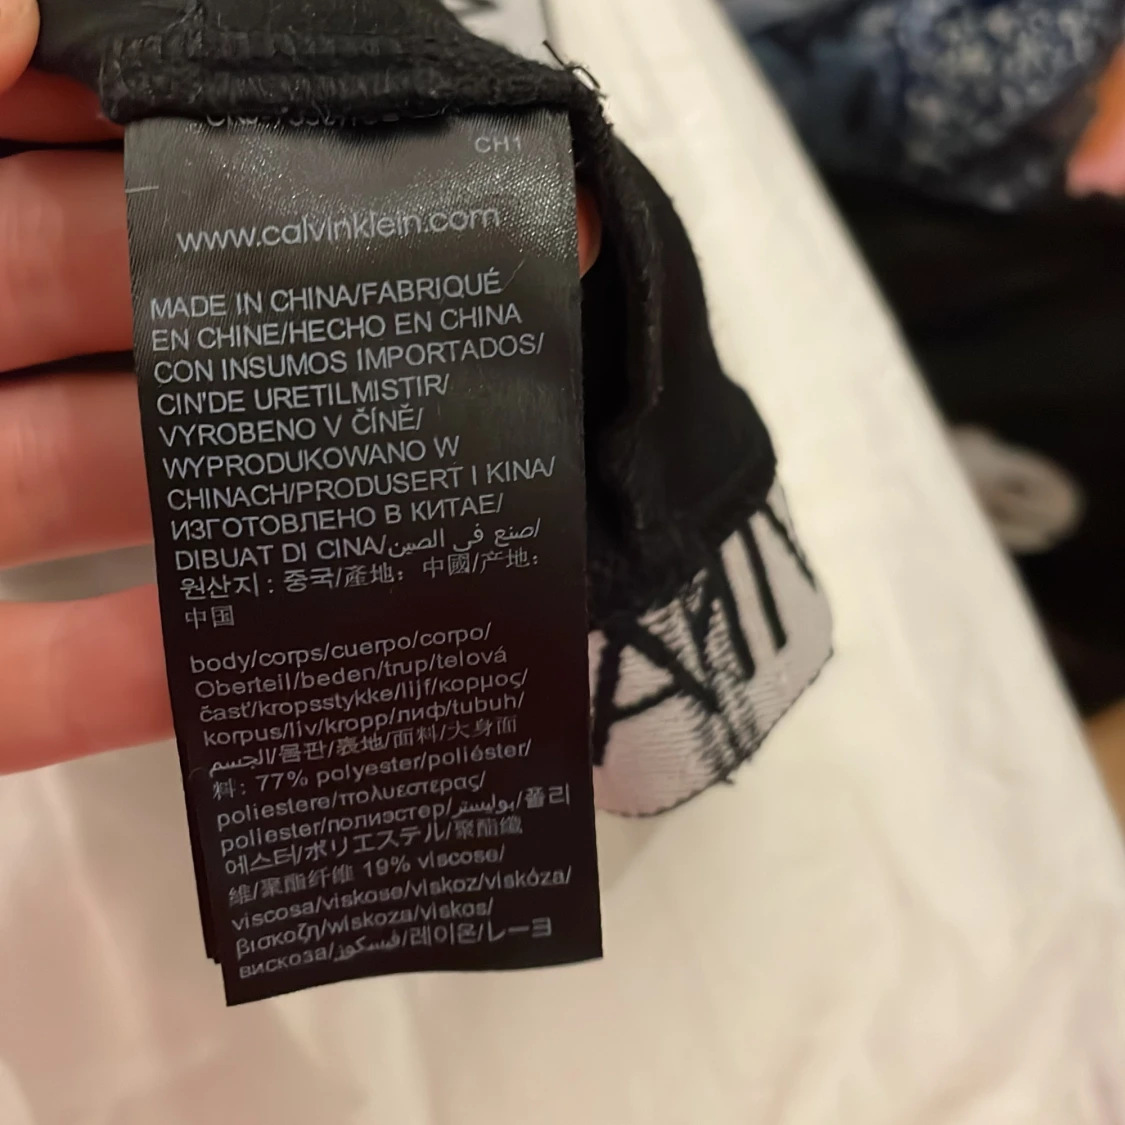 CH1
www.calvinklein.com
MADE IN CHINA/FABRIQUÉ
EN CHINE/HECHO EN CHINA
CON INSUMOS IMPORTADOS/
CIN'DE URETILMISTIR/
VYROBENO V ČÍNĚ/
WYPRODUKOWANO W
CHINACH/PRODUSERT I KINA/
ИЗГОТОВЛЕНО В КИТАЕ/
DIBUAT DI CINA/صنع في الصين/
원산지: 중국/產地: 中國/产地:
中国
body/corps/cuerpo/corpo/
Oberteil/beden/trup/telová
časť/kropsstykke/lijf/κορμος/
korpus/liv/kropp/лиф/tubuh/
الجسم/몸판/表地/面料/大身面
料: 77% polyester/poliéster/
poliestere/πολυεστερας/
poliester/полиэстер/بوليستر/폴리
에스터/ポリエステル/聚酯纖
維/聚酯纤维 19% viscose/
viscosa/viskose/viskoz/viskóza/
βισκοζη/wiskoza/viskos/
вискоза/فيسكوز/레이온/レーヨ